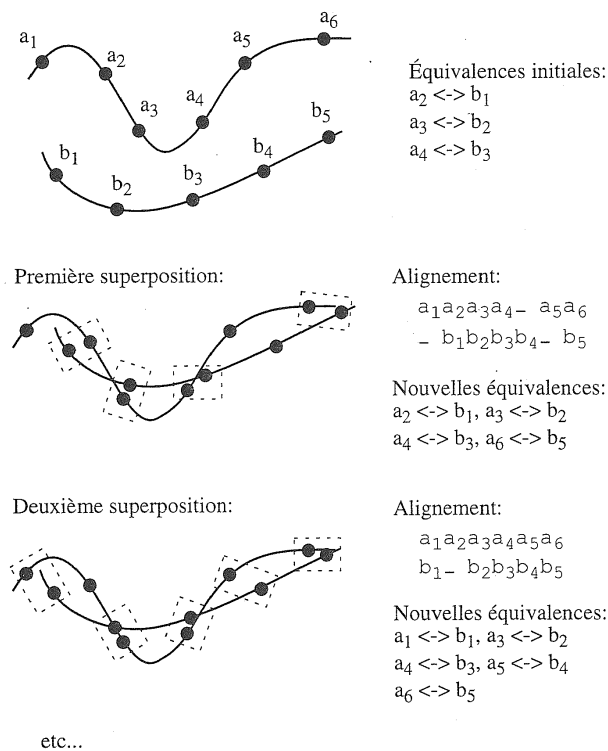 a1
a2
a3
a4
a5
a6
b1
b2
b3
b4
b5
Équivalences initiales:
a2 <-> b1
a3 <-> b2
a4 <-> b3
Première superposition:
Alignement:
a1a2a3a4– a5a6
– b1b2b3b4– b5
Nouvelles équivalences:
a2 <-> b1, a3 <-> b2
a4 <-> b3, a6 <-> b5
Deuxième superposition:
Alignement:
a1a2a3a4a5a6
b1– b2b3b4b5
Nouvelles équivalences:
a1 <-> b1, a3 <-> b2
a4 <-> b3, a5 <-> b4
a6 <-> b5
etc...